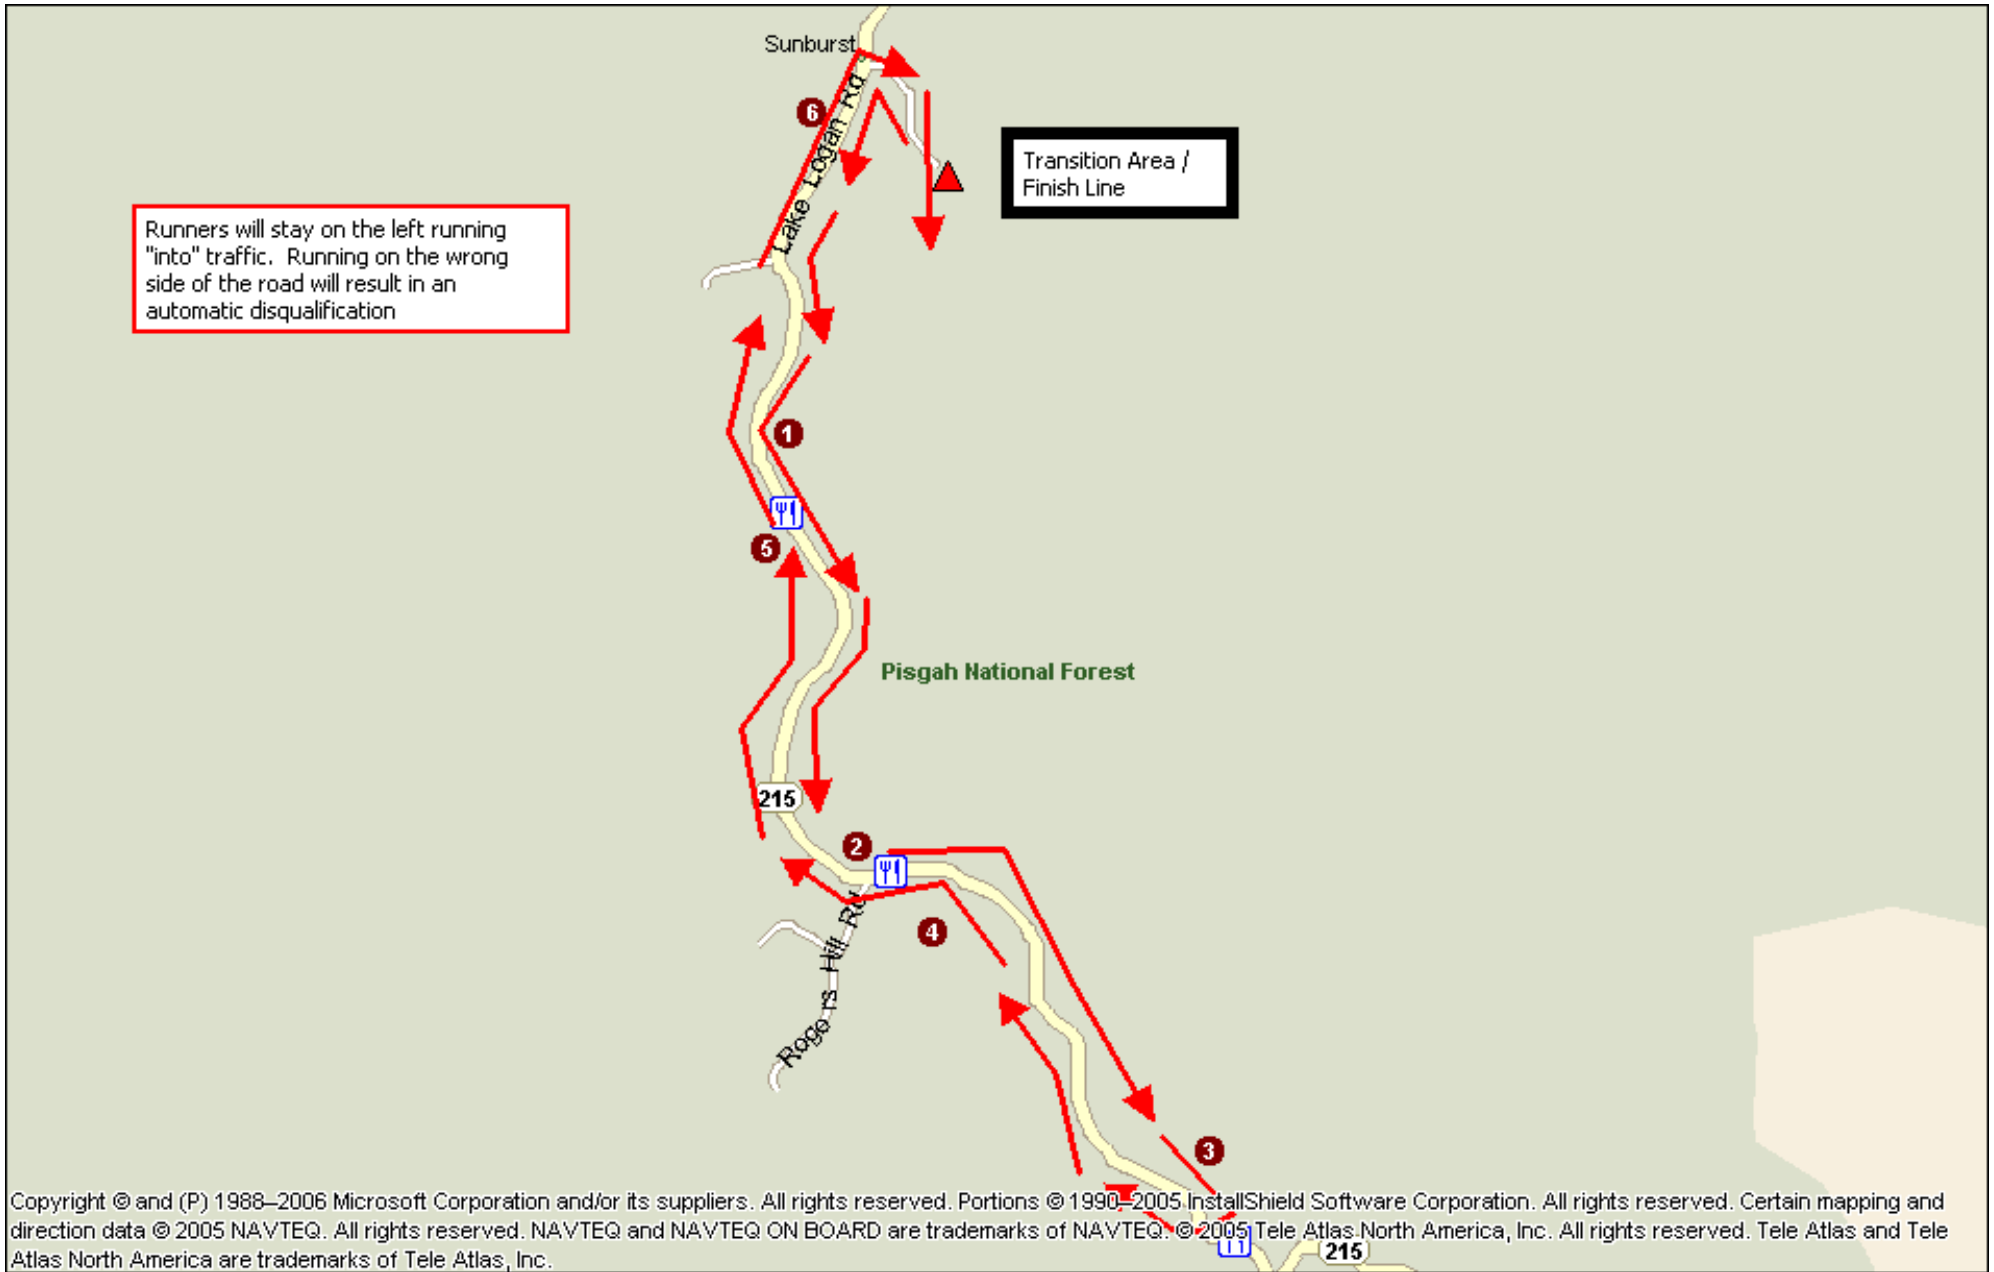 Sunburst
6
Lake Logan Rd
Transition Area /
Finish Line
Runners will stay on the left running
"into" traffic.  Running on the wrong
side of the road will result in an
automatic disqualification
1
5
Pisgah National Forest
215
2
4
Rogers Hill Rd
3
Copyright © and (P) 1988–2006 Microsoft Corporation and/or its suppliers. All rights reserved. Portions © 1990–2005 InstallShield Software Corporation. All rights reserved. Certain mapping and
direction data © 2005 NAVTEQ. All rights reserved. NAVTEQ and NAVTEQ ON BOARD are trademarks of NAVTEQ. © 2005 Tele Atlas North America, Inc. All rights reserved. Tele Atlas and Tele
Atlas North America are trademarks of Tele Atlas, Inc.
215